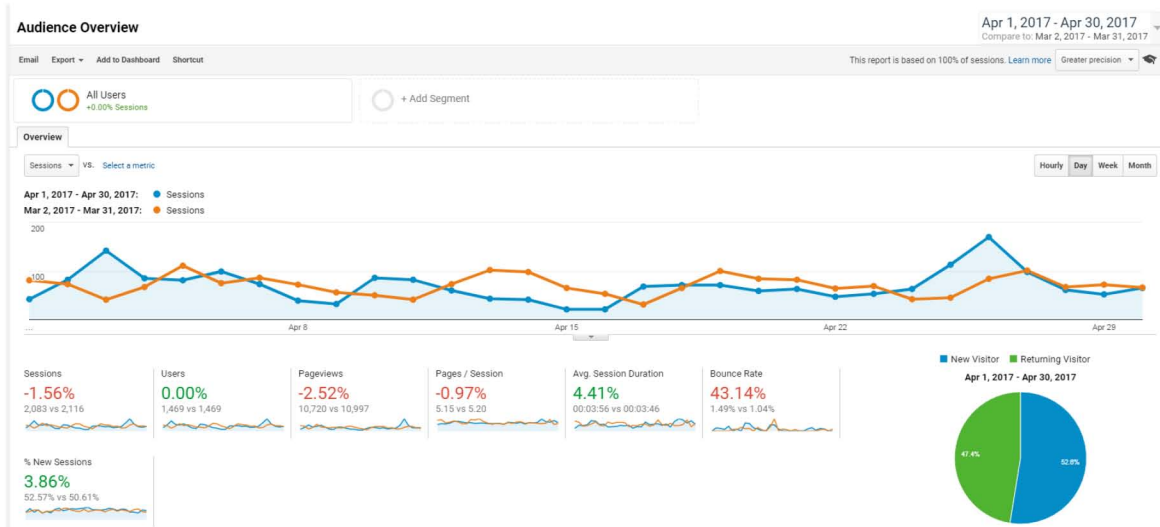 Audience Overview
Apr 1, 2017 - Apr 30, 2017
Compare to: Mar 2, 2017 - Mar 31, 2017
Email Export Add to Dashboard Shortcut
This report is based on 100% of sessions. Learn more Greater precision
All Users
+0.00% Sessions
+ Add Segment
Overview
Sessions VS. Select a metric
Hourly Day Week Month
Apr 1, 2017 - Apr 30, 2017: Sessions
Mar 2, 2017 - Mar 31, 2017: Sessions
200
100
... Apr 8 Apr 15 Apr 22 Apr 29
New Visitor Returning Visitor
Apr 1, 2017 - Apr 30, 2017
Sessions Users Pageviews Pages / Session Avg. Session Duration Bounce Rate
-1.56% 0.00% -2.52% -0.97% 4.41% 43.14%
2,083 vs 2,116 1,469 vs 1,469 10,720 vs 10,997 5.15 vs 5.20 00:03:56 vs 00:03:46 1.49% vs 1.04%
47.4% 52.6%
% New Sessions
3.86%
52.57% vs 50.61%